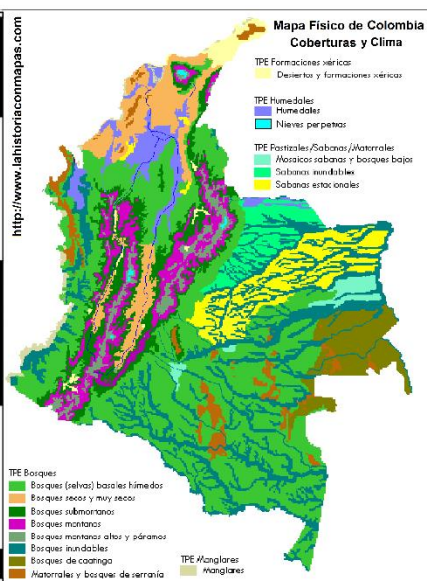 http://www.lahistoriaconmapas.com
Mapa Físico de Colombia
Coberturas y Clima
TPE Formaciones xéricas
Desiertos y formaciones xéricas
TPE Humedales
Humedales
Nieves perpetuas
TPE Pastizales/Sabanas/Matorrales
Mosaicos sabanas y bosques bajos
Sabanas inundables
Sabanas estacionales
TPE Bosques
Bosques (selvas) basales húmedos
Bosques secos y muy secos
Bosques submontanos
Bosques montanos
Bosques montanos altos y páramos
Bosques inundables
Bosques de caatinga
Matorrales y bosques de serranía
TPE Manglares
Manglares